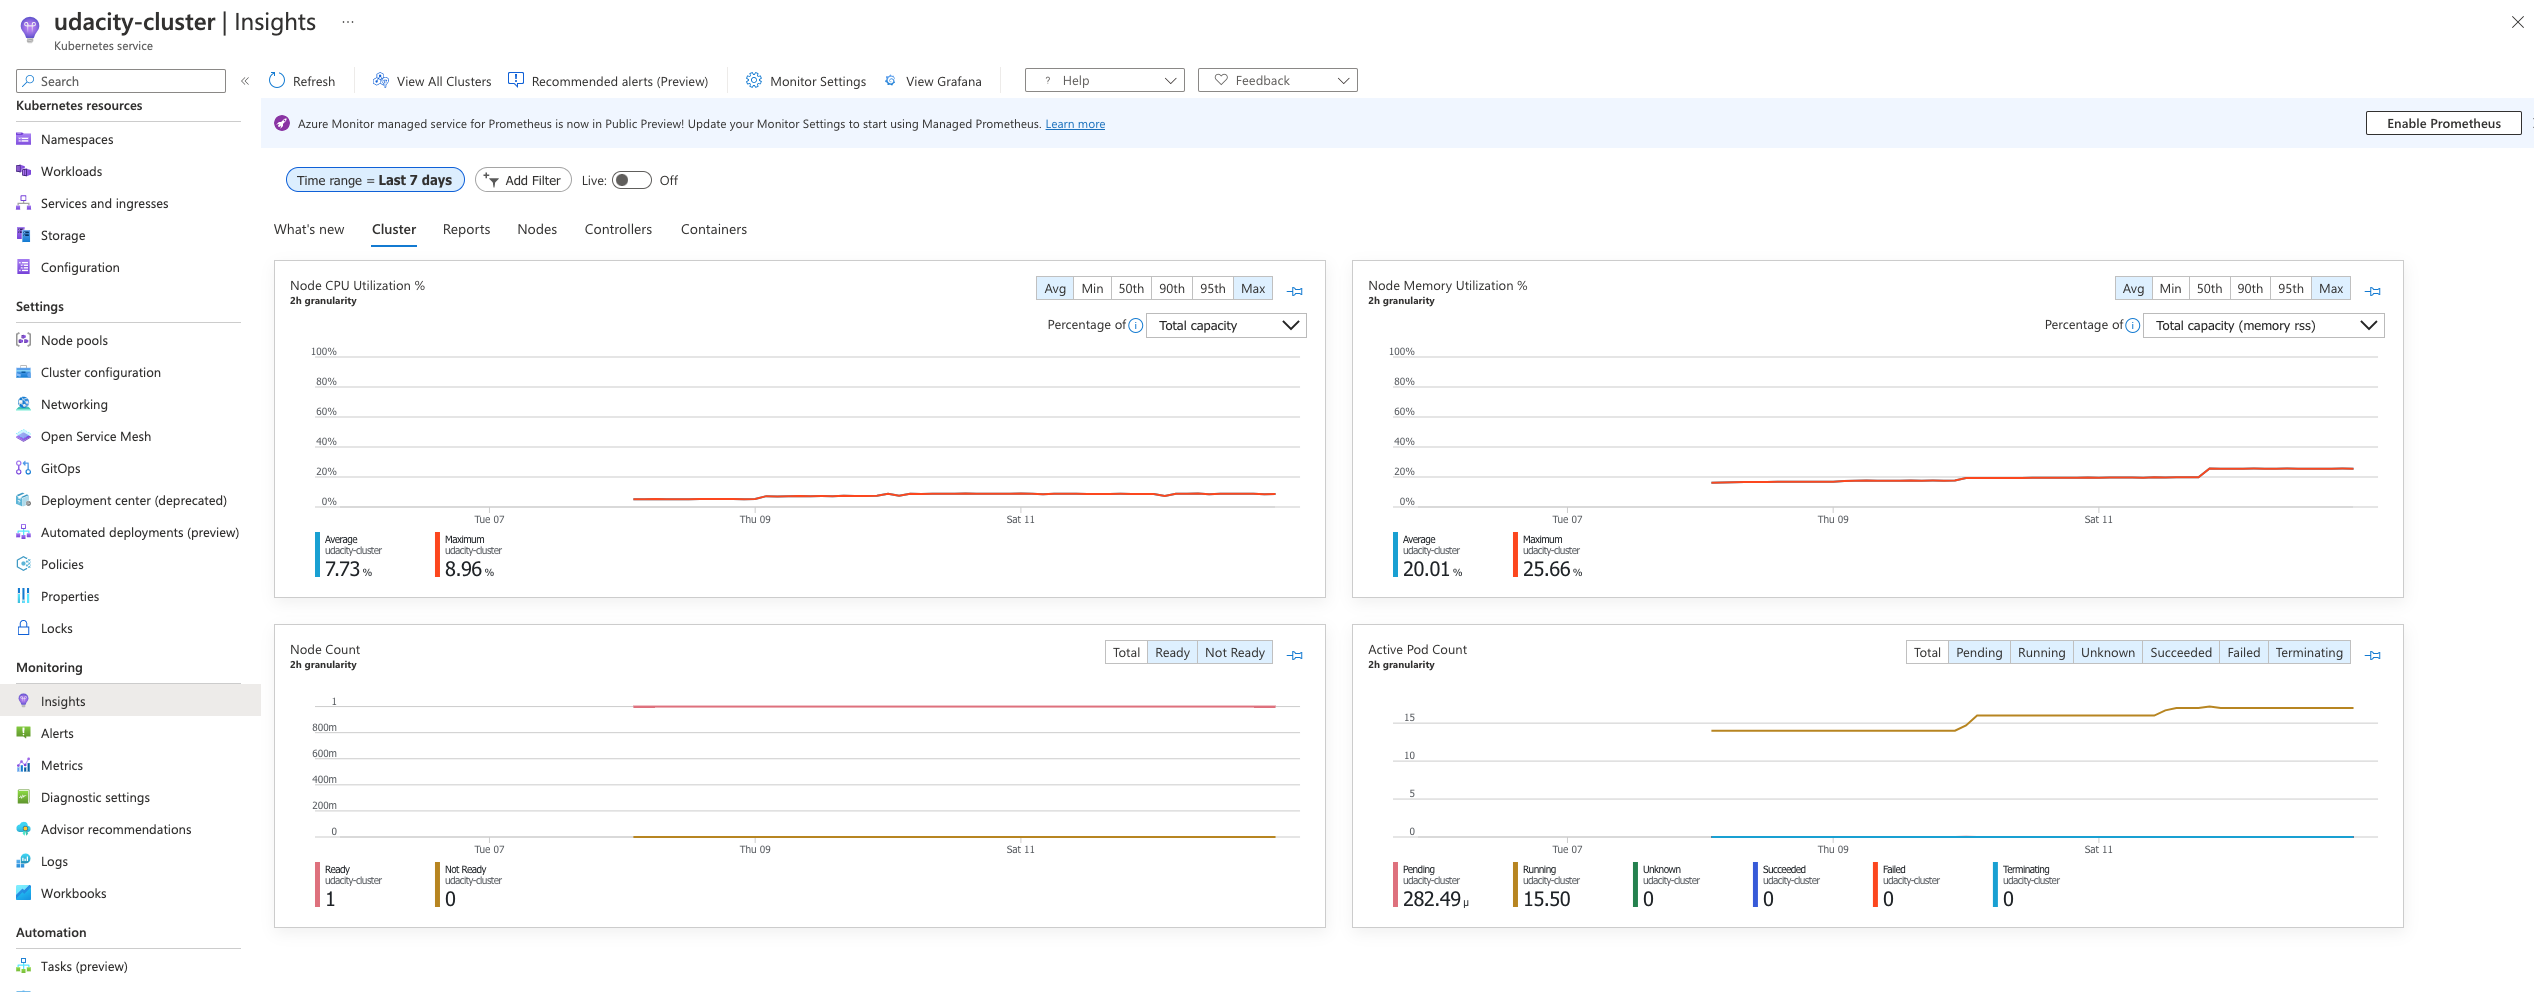 udacity-cluster | Insights ...
Kubernetes service
Search
«
Refresh
View All Clusters
Recommended alerts (Preview)
Monitor Settings
View Grafana
? Help
Feedback
Kubernetes resources
Namespaces
Workloads
Services and ingresses
Storage
Configuration
Settings
Node pools
Cluster configuration
Networking
Open Service Mesh
GitOps
Deployment center (deprecated)
Automated deployments (preview)
Policies
Properties
Locks
Monitoring
Insights
Alerts
Metrics
Diagnostic settings
Advisor recommendations
Logs
Workbooks
Automation
Tasks (preview)
Azure Monitor managed service for Prometheus is now in Public Preview! Update your Monitor Settings to start using Managed Prometheus. Learn more
Enable Prometheus
Time range = Last 7 days
Add Filter
Live: Off
What's new Cluster Reports Nodes Controllers Containers
Node CPU Utilization %
2h granularity
Avg Min 50th 90th 95th Max
Percentage of Total capacity
100%
80%
60%
40%
20%
0%
Tue 07 Thu 09 Sat 11
Average
udacity-cluster
7.73 %
Maximum
udacity-cluster
8.96 %
Node Memory Utilization %
2h granularity
Avg Min 50th 90th 95th Max
Percentage of Total capacity (memory rss)
100%
80%
60%
40%
20%
0%
Tue 07 Thu 09 Sat 11
Average
udacity-cluster
20.01 %
Maximum
udacity-cluster
25.66 %
Node Count
2h granularity
Total Ready Not Ready
1
800m
600m
400m
200m
0
Tue 07 Thu 09 Sat 11
Ready
udacity-cluster
1
Not Ready
udacity-cluster
0
Active Pod Count
2h granularity
Total Pending Running Unknown Succeeded Failed Terminating
15
10
5
0
Tue 07 Thu 09 Sat 11
Pending
udacity-cluster
282.49 μ
Running
udacity-cluster
15.50
Unknown
udacity-cluster
0
Succeeded
udacity-cluster
0
Failed
udacity-cluster
0
Terminating
udacity-cluster
0